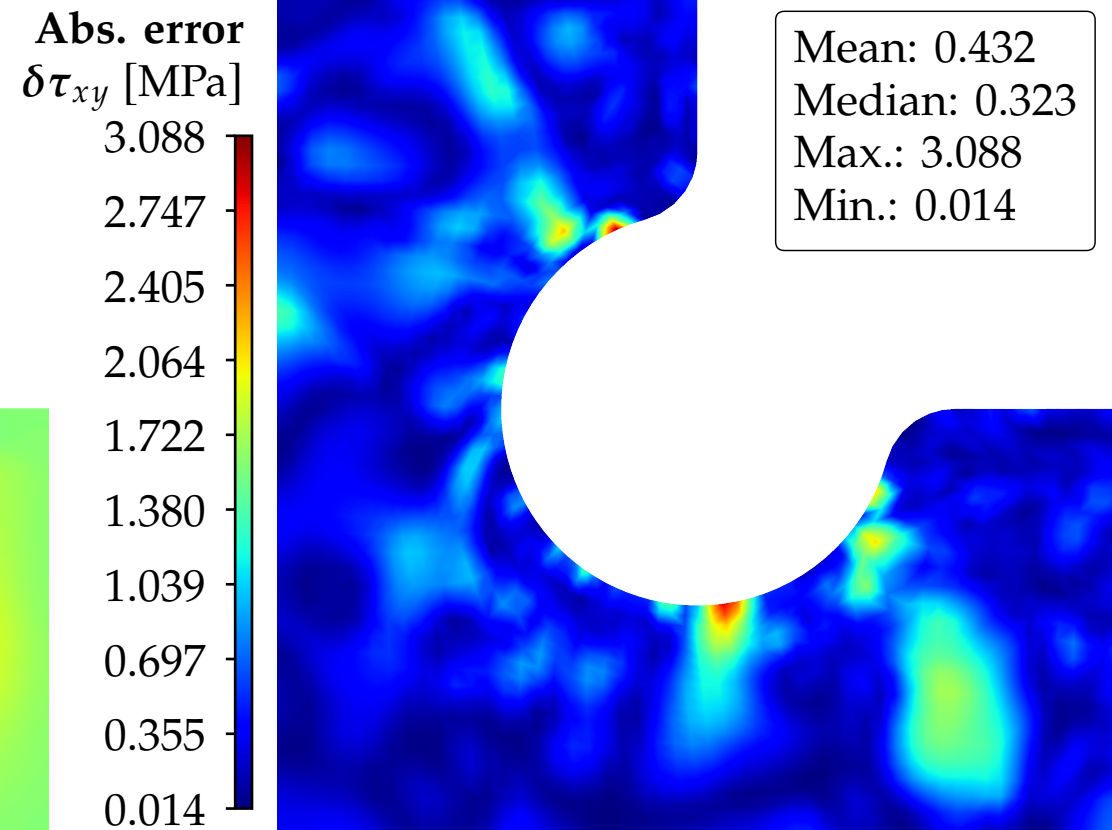 Abs. error
δτxy [MPa]
3.088
2.747
2.405
2.064
1.722
1.380
1.039
0.697
0.355
0.014
Mean: 0.432
Median: 0.323
Max.: 3.088
Min.: 0.014